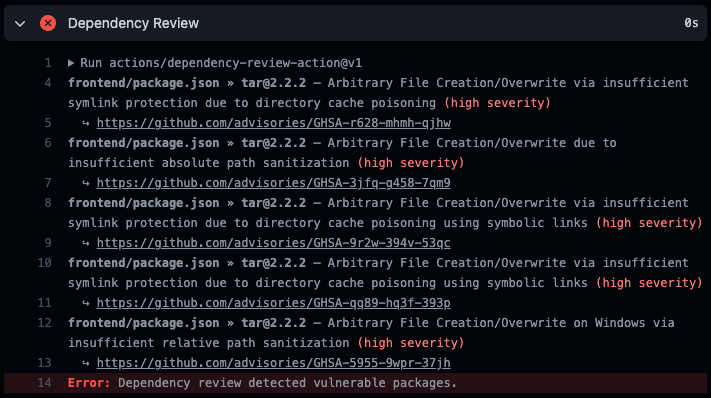 Dependency Review 0s
1 ▶ Run actions/dependency-review-action@v1
4 frontend/package.json » tar@2.2.2 – Arbitrary File Creation/Overwrite via insufficient
symlink protection due to directory cache poisoning (high severity)
5 ↪ https://github.com/advisories/GHSA-r628-mhmh-qjhw
6 frontend/package.json » tar@2.2.2 – Arbitrary File Creation/Overwrite due to
insufficient absolute path sanitization (high severity)
7 ↪ https://github.com/advisories/GHSA-3jfq-g458-7qm9
8 frontend/package.json » tar@2.2.2 – Arbitrary File Creation/Overwrite via insufficient
symlink protection due to directory cache poisoning using symbolic links (high severity)
9 ↪ https://github.com/advisories/GHSA-9r2w-394v-53qc
10 frontend/package.json » tar@2.2.2 – Arbitrary File Creation/Overwrite via insufficient
symlink protection due to directory cache poisoning using symbolic links (high severity)
11 ↪ https://github.com/advisories/GHSA-qq89-hq3f-393p
12 frontend/package.json » tar@2.2.2 – Arbitrary File Creation/Overwrite on Windows via
insufficient relative path sanitization (high severity)
13 ↪ https://github.com/advisories/GHSA-5955-9wpr-37jh
14 Error: Dependency review detected vulnerable packages.